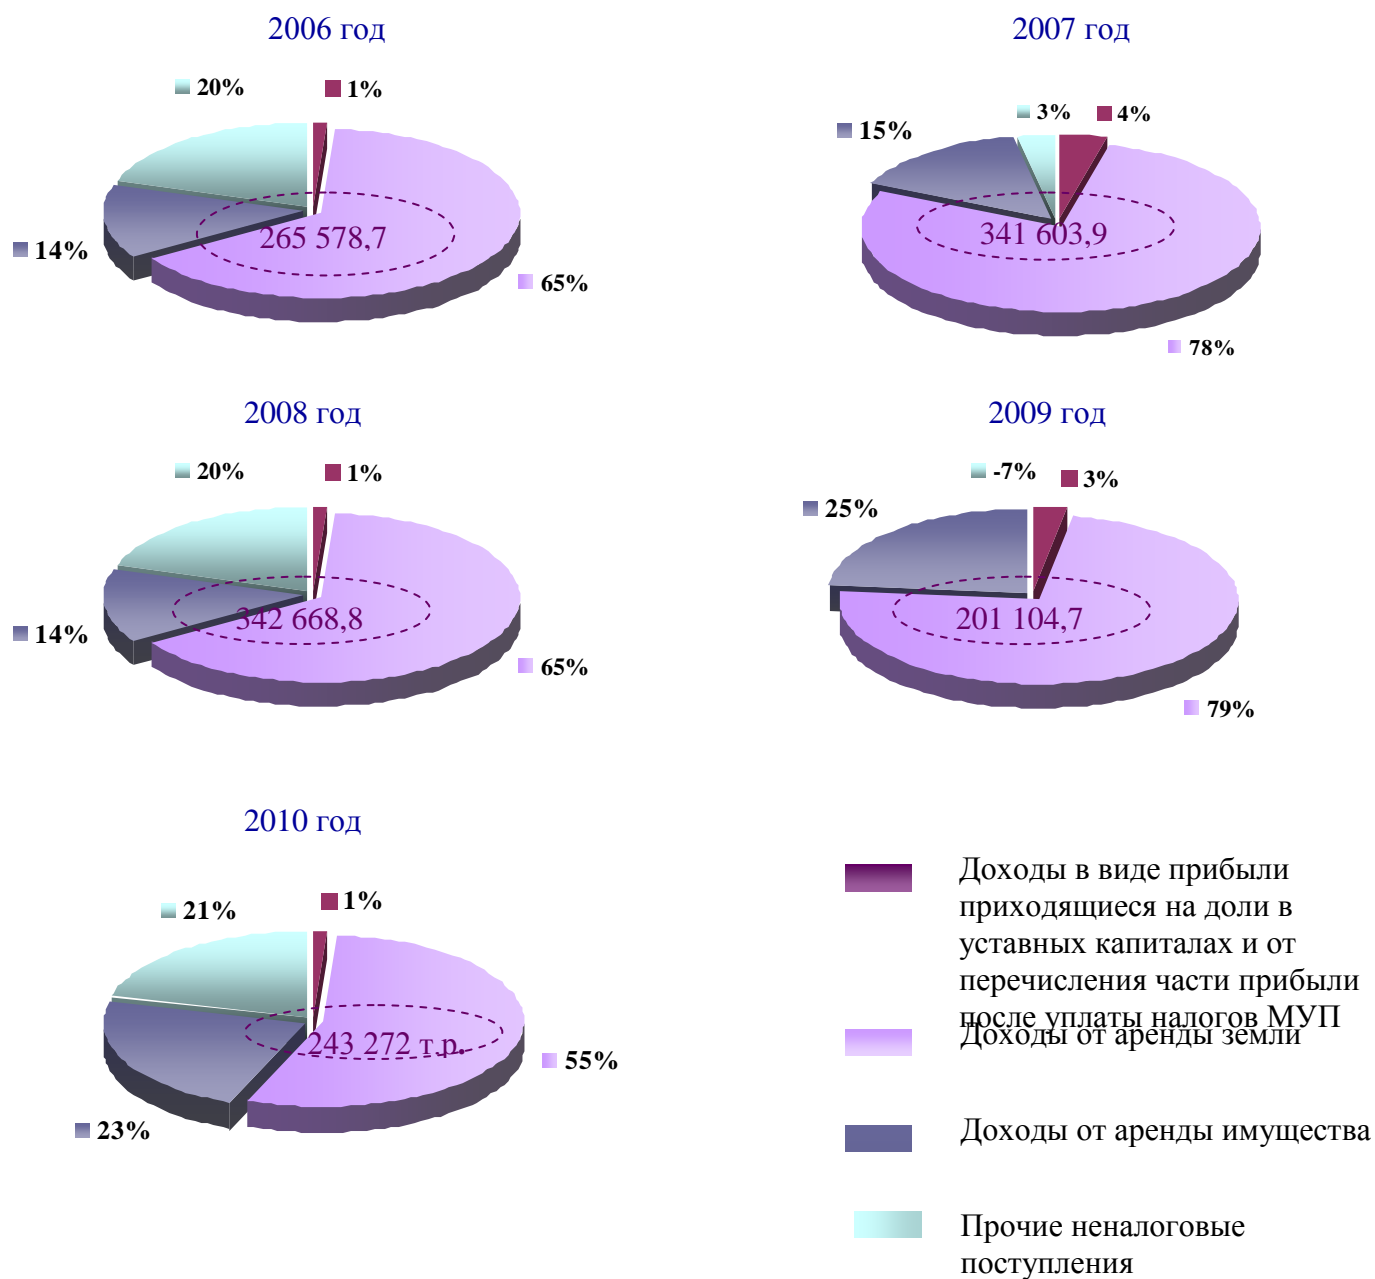 2006 год
20%
1%
14%
265 578,7
65%
2007 год
3%
4%
15%
341 603,9
78%
2008 год
20%
1%
14%
342 668,8
65%
2009 год
-7%
3%
25%
201 104,7
79%
2010 год
21%
1%
243 272 т.р.
55%
23%
Доходы в виде прибыли
приходящиеся на доли в
уставных капиталах и от
перечисления части прибыли
после уплаты налогов МУП
Доходы от аренды земли
Доходы от аренды имущества
Прочие неналоговые
поступления